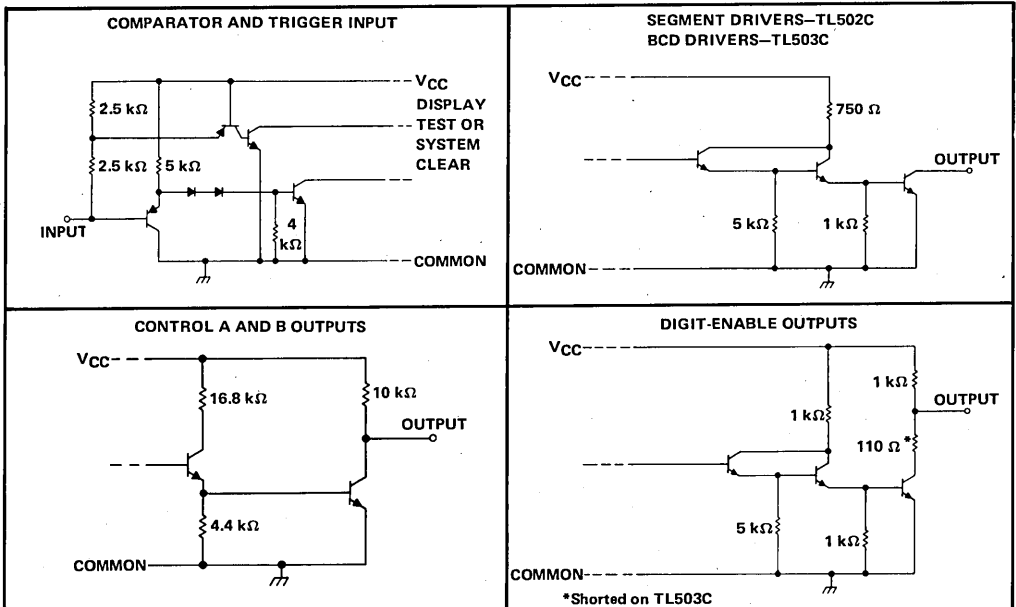 COMPARATOR AND TRIGGER INPUT
VCC
DISPLAY
TEST OR
SYSTEM
CLEAR
2.5 kΩ
2.5 kΩ
5 kΩ
INPUT
4
kΩ
COMMON
SEGMENT DRIVERS—TL502C
BCD DRIVERS—TL503C
VCC
750 Ω
OUTPUT
5 kΩ
1 kΩ
COMMON
CONTROL A AND B OUTPUTS
VCC
16.8 kΩ
10 kΩ
OUTPUT
4.4 kΩ
COMMON
DIGIT-ENABLE OUTPUTS
VCC
1 kΩ
OUTPUT
1 kΩ
110 Ω*
5 kΩ
1 kΩ
COMMON
*Shorted on TL503C